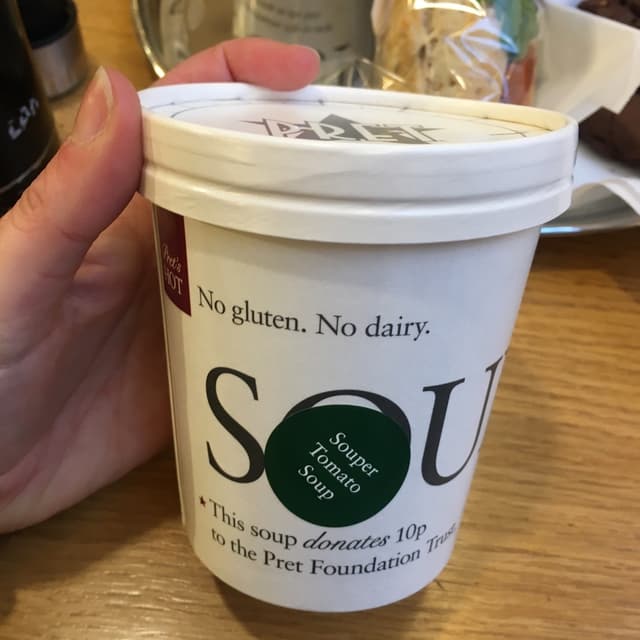 PRET
Pret's
HOT
No gluten. No dairy.
SOU
Souper
Tomato
Soup
★ This soup donates 10p
to the Pret Foundation Trust